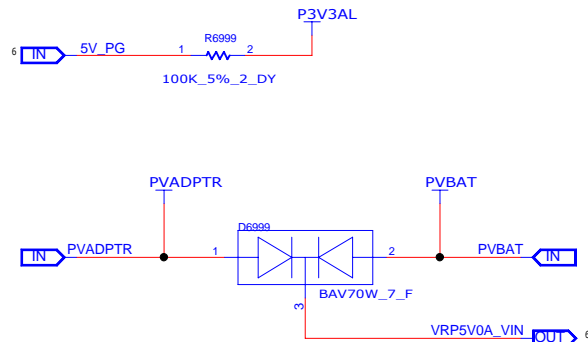 P3V3AL
R6999
6 IN 5V_PG 1 2
100K_5%_2_DY
PVADPTR PVBAT
D6999
IN PVADPTR 1 2 PVBAT IN
BAV70W_7_F
3
VRP5V0A_VIN OUT 6